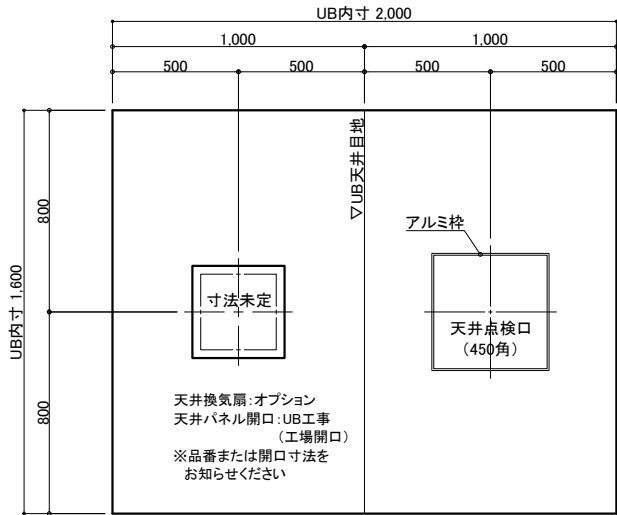 UB内寸 2,000
1,000
1,000
500
500
500
500
UB内寸 1,600
800
800
▽UB天井目地
アルミ枠
寸法未定
天井点検口
(450角)
天井換気扇:オプション
天井パネル開口:UB工事
(工場開口)
※品番または開口寸法を
お知らせください